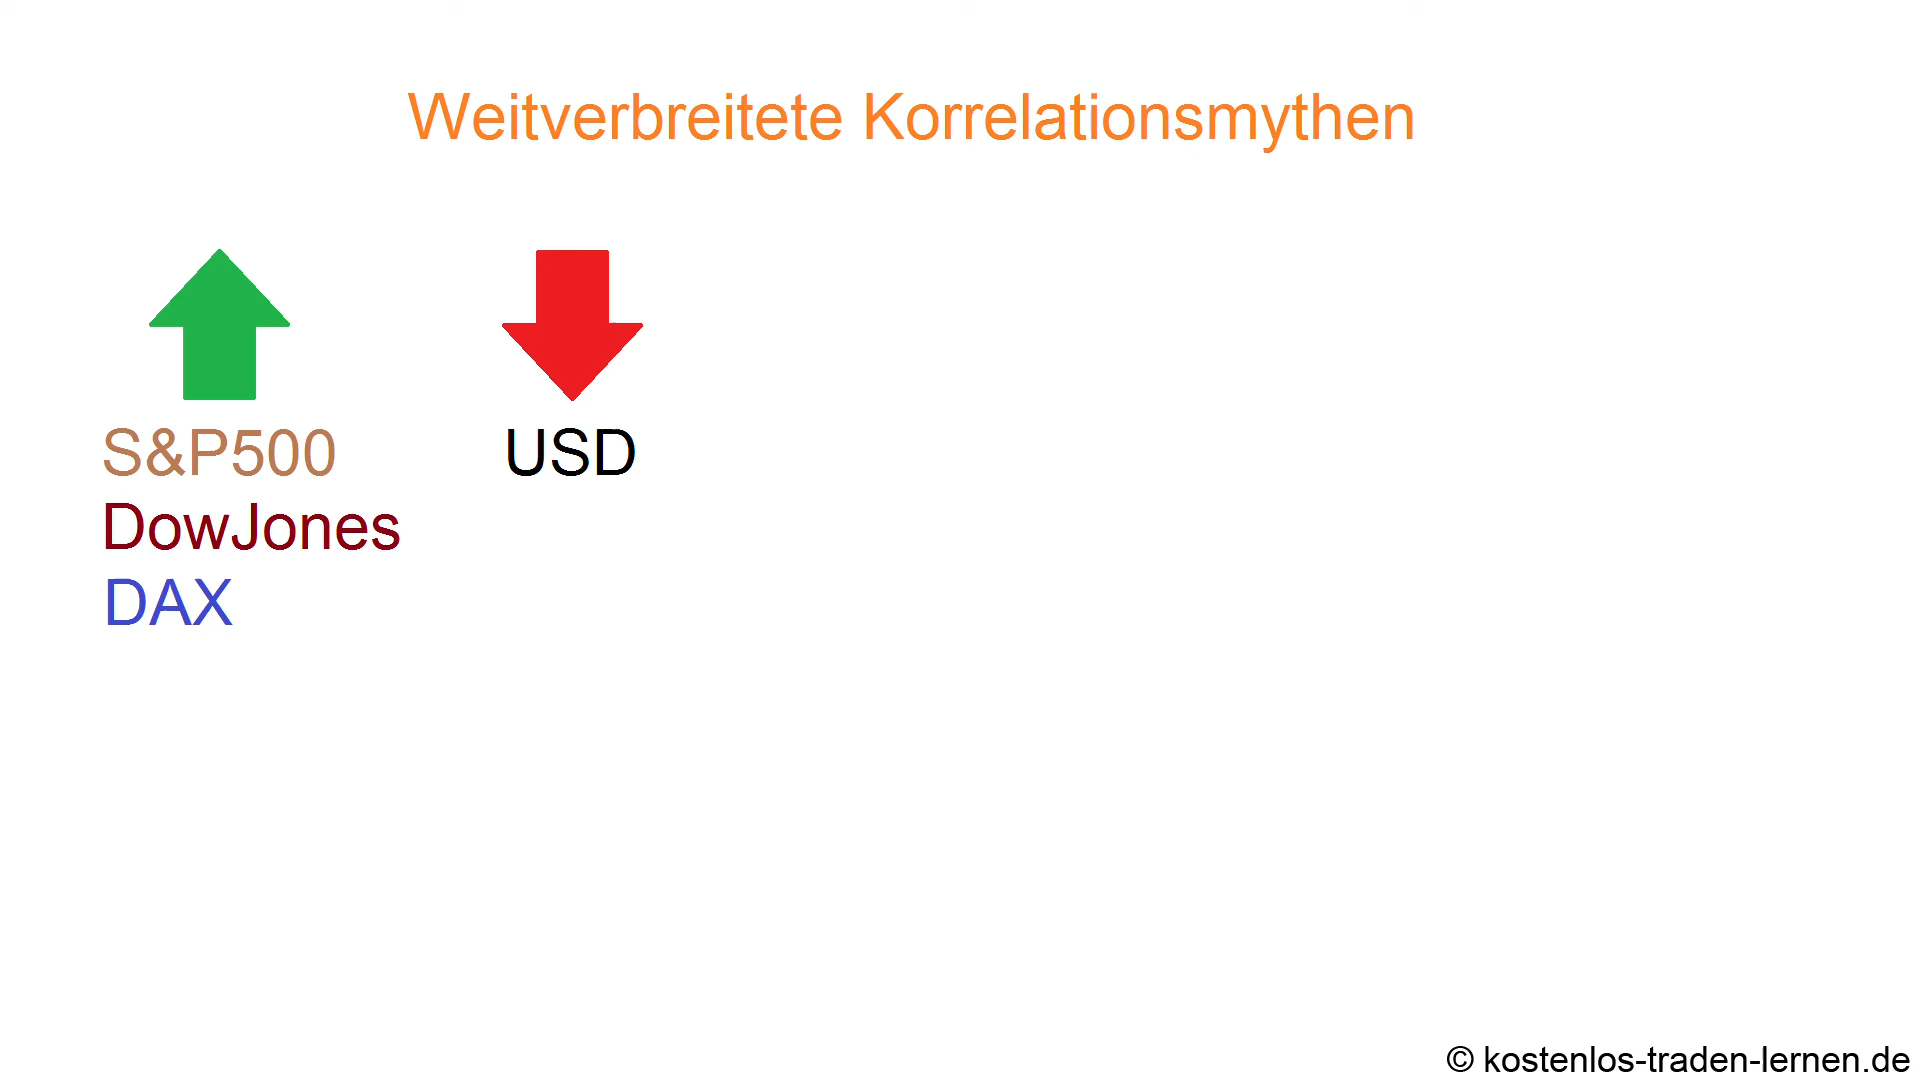 Weitverbreitete Korrelationsmythen
S&P500 USD
DowJones
DAX
© kostenlos-traden-lernen.de